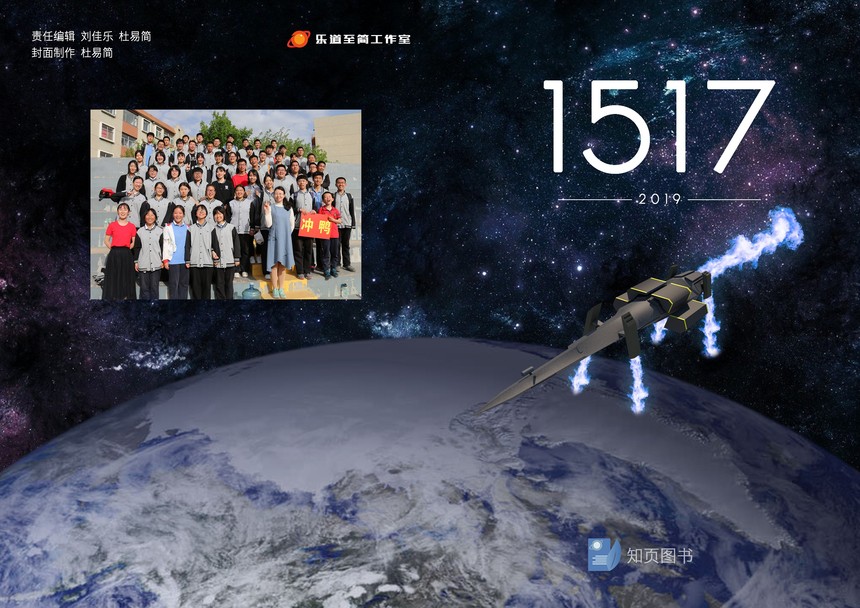 责任编辑 刘佳乐 杜易简
封面制作 杜易简
乐道至简工作室
1517
2019
冲鸭
知页图书